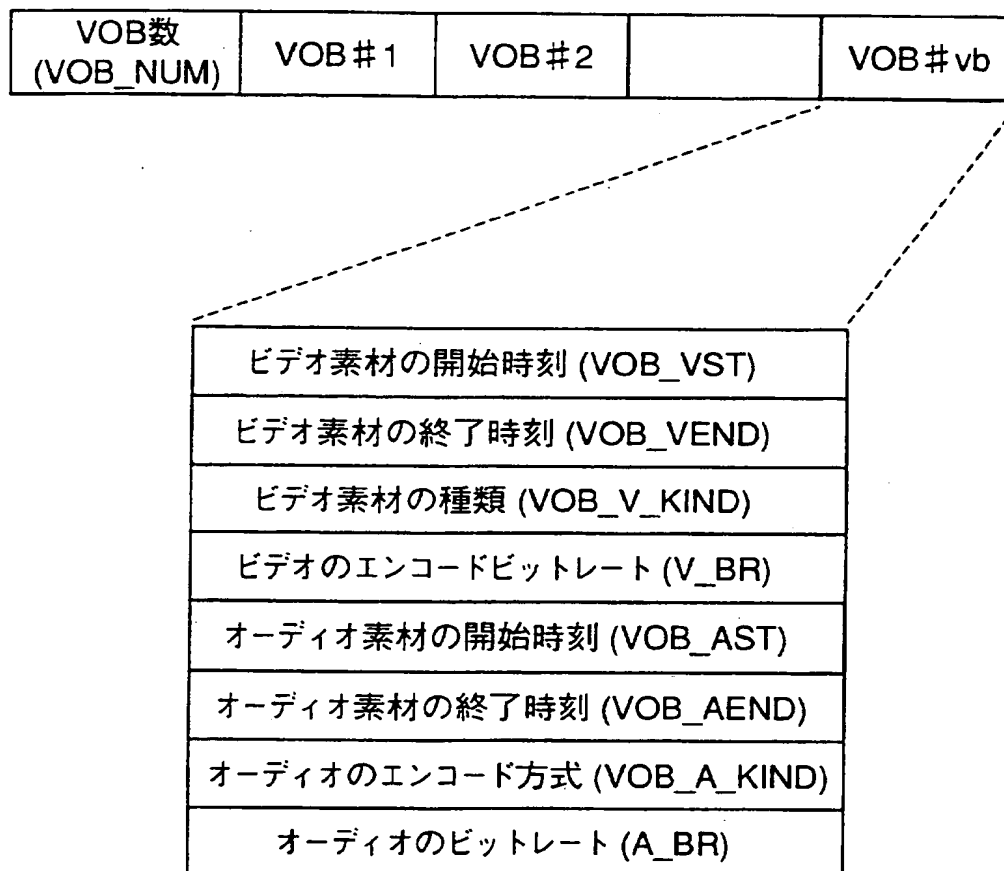 VOB数
(VOB_NUM)
VOB♯1
VOB♯2
VOB♯vb
ビデオ素材の開始時刻 (VOB_VST)
ビデオ素材の終了時刻 (VOB_VEND)
ビデオ素材の種類 (VOB_V_KIND)
ビデオのエンコードビットレート (V_BR)
オーディオ素材の開始時刻 (VOB_AST)
オーディオ素材の終了時刻 (VOB_AEND)
オーディオのエンコード方式 (VOB_A_KIND)
オーディオのビットレート (A_BR)